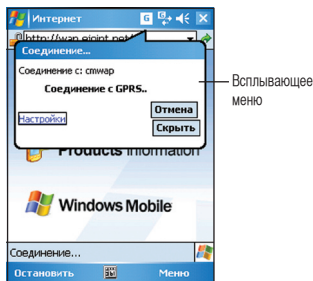 Интернет
G
http://wap.gigint.net/
Соединение...
Соединение с: cmwap
Соединение с GPRS..
Отмена
Настройки
Скрыть
Products Information
Windows Mobile
Соединение...
Остановить
Меню
Всплывающее
меню